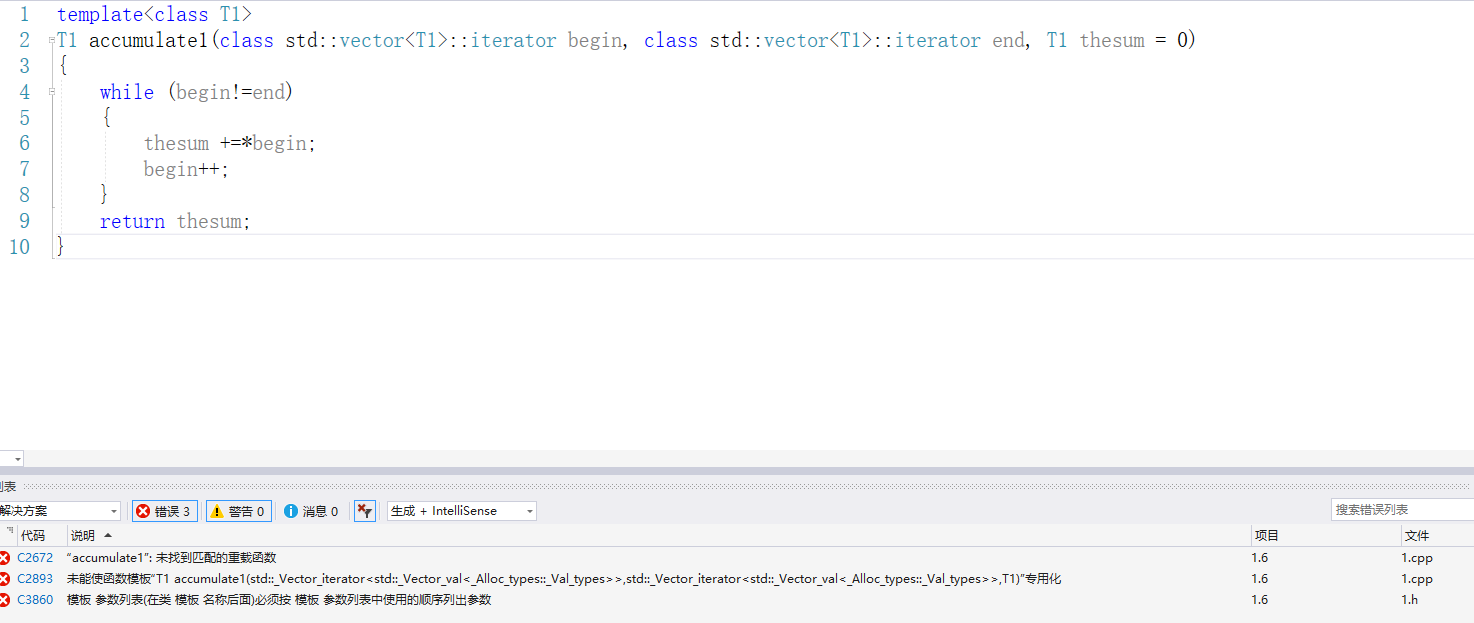 1 template<class T1>
2 T1 accumulate1(class std::vector<T1>::iterator begin, class std::vector<T1>::iterator end, T1 thesum = 0)
3 {
4 while (begin!=end)
5 {
6 thesum +=*begin;
7 begin++;
8 }
9 return thesum;
10 }
列表
解决方案 错误 3 警告 0 消息 0 生成 + IntelliSense 搜索错误列表
代码 说明 项目 文件
C2672 “accumulate1”: 未找到匹配的重载函数 1.6 1.cpp
C2893 未能使函数模板“T1 accumulate1(std::_Vector_iterator<std::_Vector_val<_Alloc_types::_Val_types>>,std::_Vector_iterator<std::_Vector_val<_Alloc_types::_Val_types>>,T1)”专用化 1.6 1.cpp
C3860 模板 参数列表(在类 模板 名称后面)必须按 模板 参数列表中使用的顺序列出参数 1.6 1.h